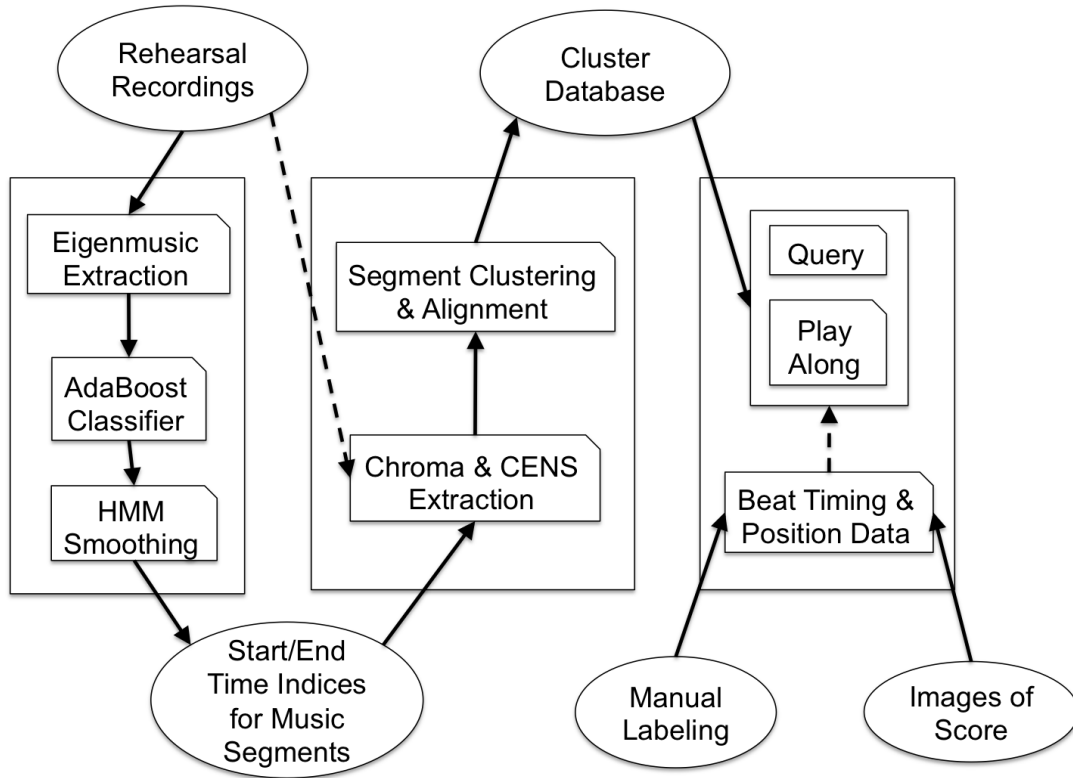 Rehearsal
Recordings
Cluster
Database
Eigenmusic
Extraction
AdaBoost
Classifier
HMM
Smoothing
Segment Clustering
& Alignment
Chroma & CENS
Extraction
Query
Play
Along
Beat Timing &
Position Data
Start/End
Time Indices
for Music
Segments
Manual
Labeling
Images of
Score